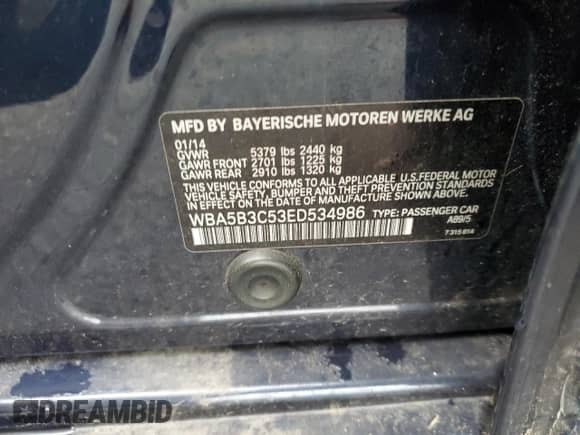 MFD BY BAYERISCHE MOTOREN WERKE AG
01/14
GVWR 5379 lbs 2440 kg
GAWR FRONT 2701 lbs 1225 kg
GAWR REAR 2910 lbs 1320 kg
THIS VEHICLE CONFORMS TO ALL APPLICABLE U.S. FEDERAL MOTOR
VEHICLE SAFETY, BUMPER, AND THEFT PREVENTION STANDARDS
IN EFFECT ON THE DATE OF MANUFACTURE SHOWN ABOVE.
WBA5B3C53ED534986 TYPE: PASSENGER CAR
A89/5
7315814
DREAMBID